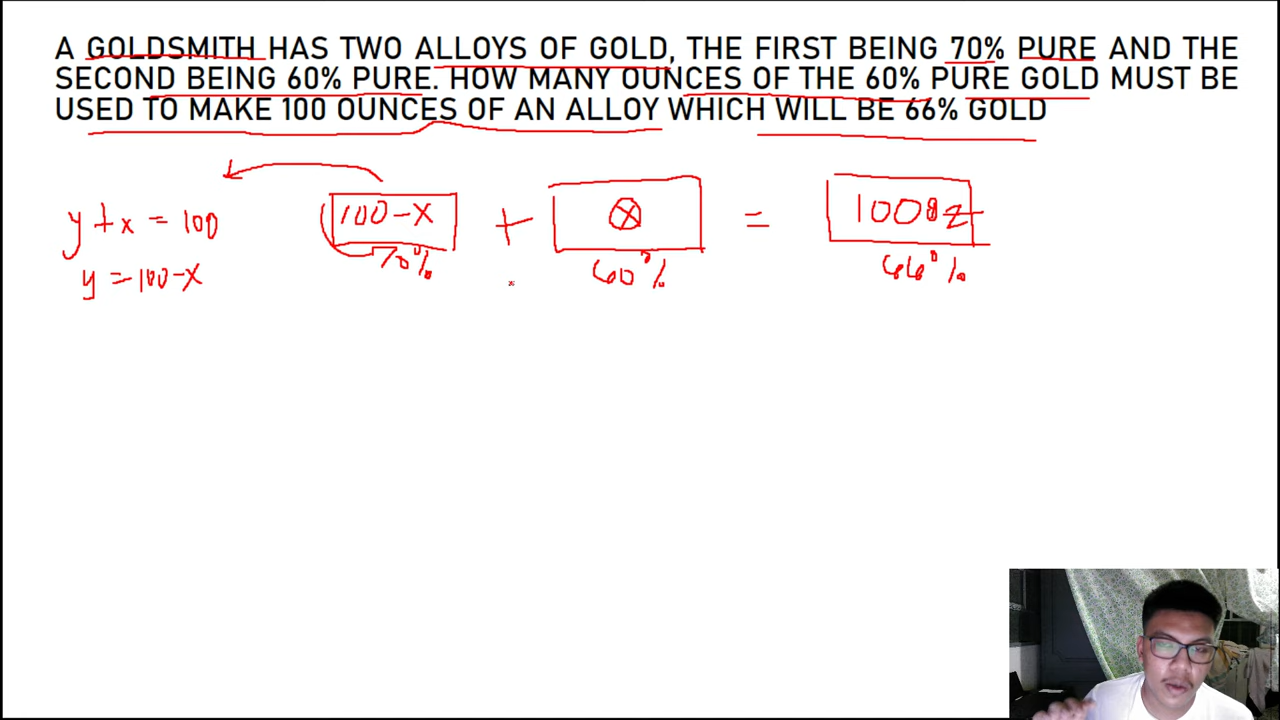 A GOLDSMITH HAS TWO ALLOYS OF GOLD, THE FIRST BEING 70% PURE AND THE
SECOND BEING 60% PURE. HOW MANY OUNCES OF THE 60% PURE GOLD MUST BE
USED TO MAKE 100 OUNCES OF AN ALLOY WHICH WILL BE 66% GOLD
y + x = 100
100-X + X = 100oz
y = 100-X
70% 60% 66%